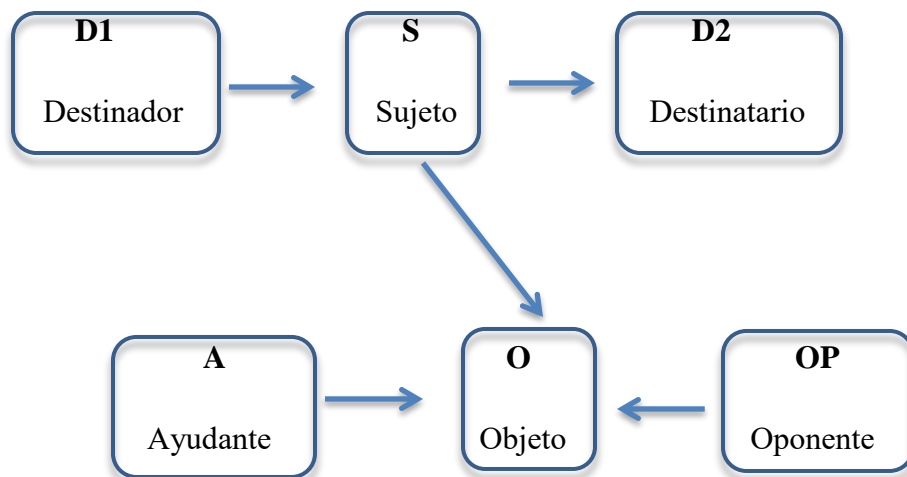 D1
Destinador
S
Sujeto
D2
Destinatario
A
Ayudante
O
Objeto
OP
Oponente